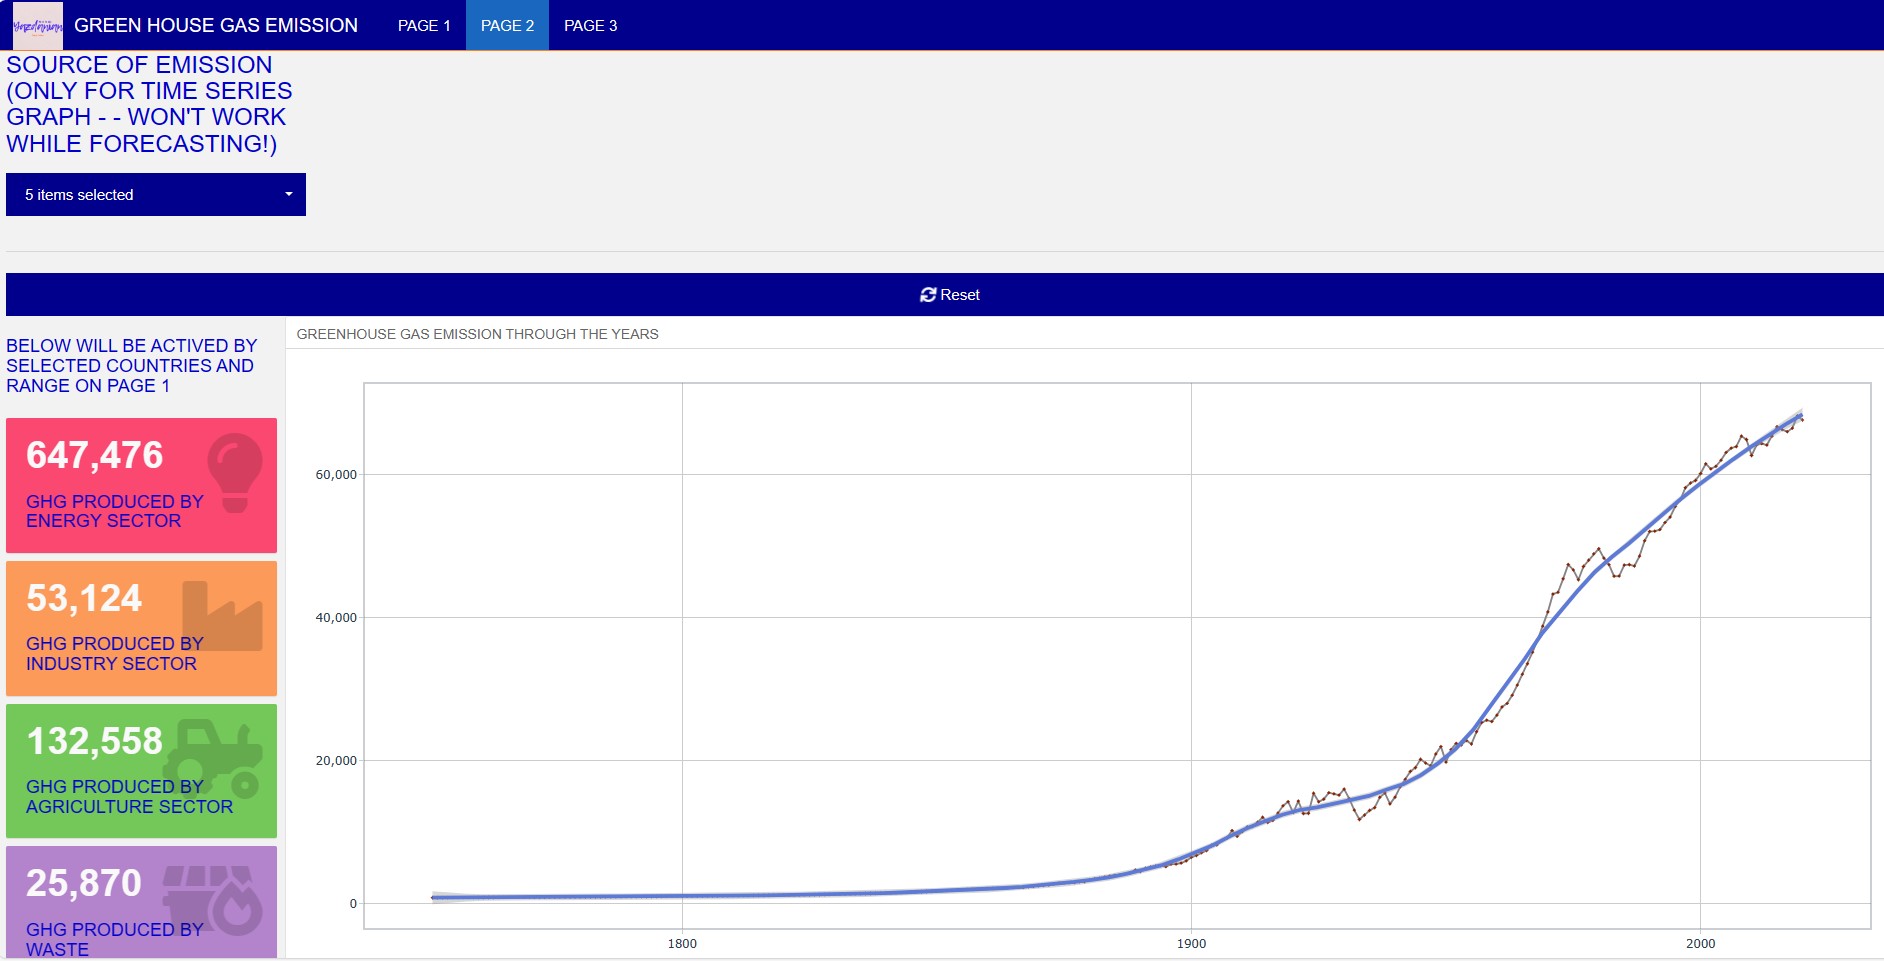 Yazdanian
GREEN HOUSE GAS EMISSION
PAGE 1
PAGE 2
PAGE 3
SOURCE OF EMISSION
(ONLY FOR TIME SERIES
GRAPH - - WON'T WORK
WHILE FORECASTING!)
5 items selected
Reset
BELOW WILL BE ACTIVED BY
SELECTED COUNTRIES AND
RANGE ON PAGE 1
647,476
GHG PRODUCED BY
ENERGY SECTOR
53,124
GHG PRODUCED BY
INDUSTRY SECTOR
132,558
GHG PRODUCED BY
AGRICULTURE SECTOR
25,870
GHG PRODUCED BY
WASTE
GREENHOUSE GAS EMISSION THROUGH THE YEARS
60,000
40,000
20,000
0
1800
1900
2000